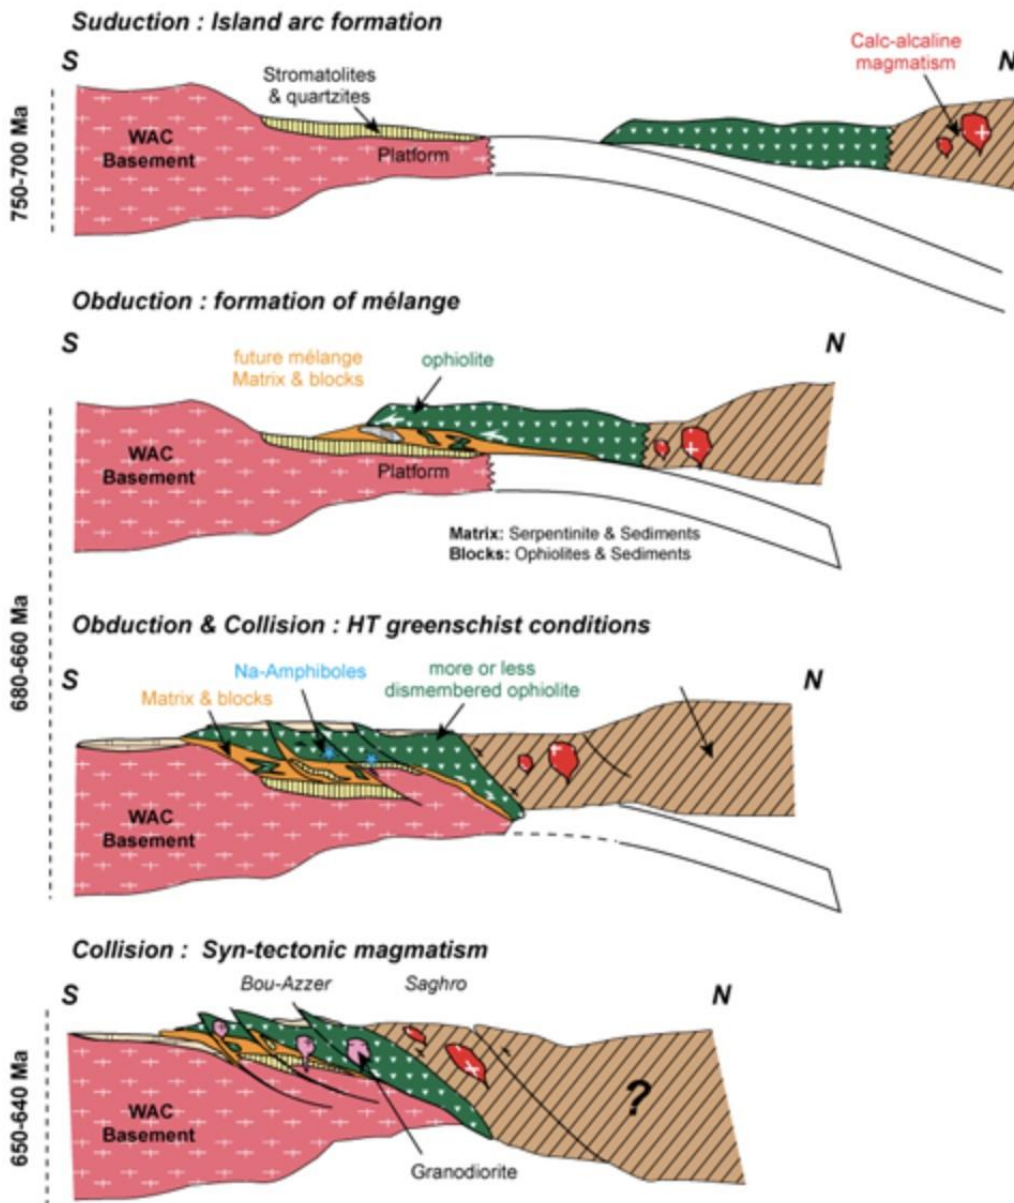 Suduction : Island arc formation
S
N
Calc-alcaline
magmatism
Stromatolites
& quartzites
WAC
Basement
Platform
750-700 Ma
Obduction : formation of mélange
S
N
future mélange
Matrix & blocks
ophiolite
WAC
Basement
Platform
Matrix: Serpentinite & Sediments
Blocks: Ophiolites & Sediments
680-660 Ma
Obduction & Collision : HT greenschist conditions
S
N
Na-Amphiboles
more or less
dismembered ophiolite
Matrix & blocks
WAC
Basement
Collision : Syn-tectonic magmatism
Bou-Azzer
Saghro
S
N
650-640 Ma
WAC
Basement
?
Granodiorite